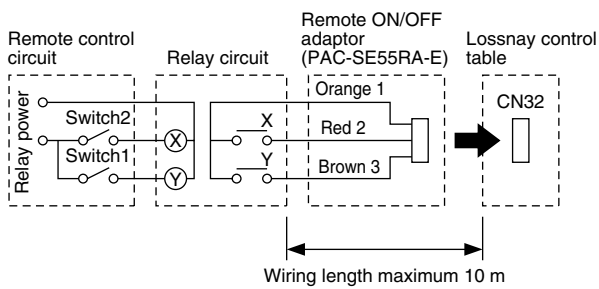 Remote control
circuit
Relay circuit
Remote ON/OFF
adaptor
(PAC-SE55RA-E)
Lossnay control
table
Relay power
Switch2
Switch1
X
Y
X
Y
Orange 1
Red 2
Brown 3
CN32
Wiring length maximum 10 m